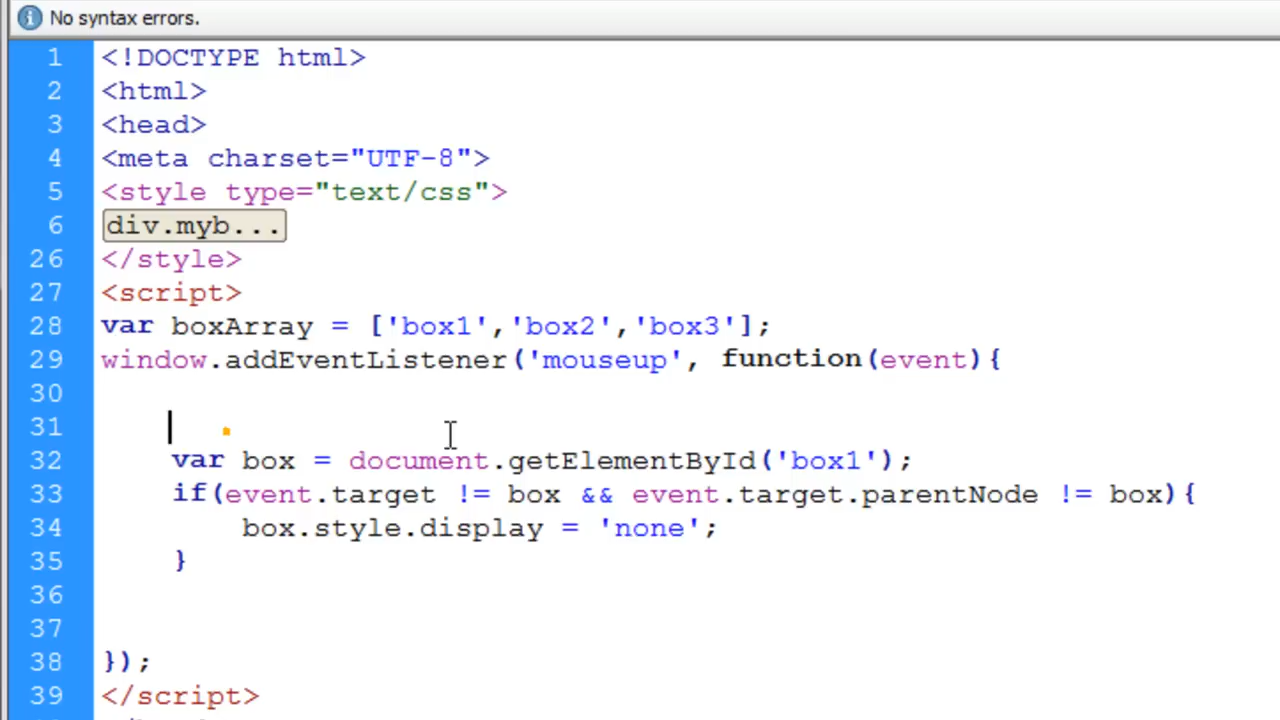 No syntax errors.
1 <!DOCTYPE html>
2 <html>
3 <head>
4 <meta charset="UTF-8">
5 <style type="text/css">
6 div.myb...
26 </style>
27 <script>
28 var boxArray = ['box1','box2','box3'];
29 window.addEventListener('mouseup', function(event){
30
31
32 var box = document.getElementById('box1');
33 if(event.target != box && event.target.parentNode != box){
34 box.style.display = 'none';
35 }
36
37
38 });
39 </script>